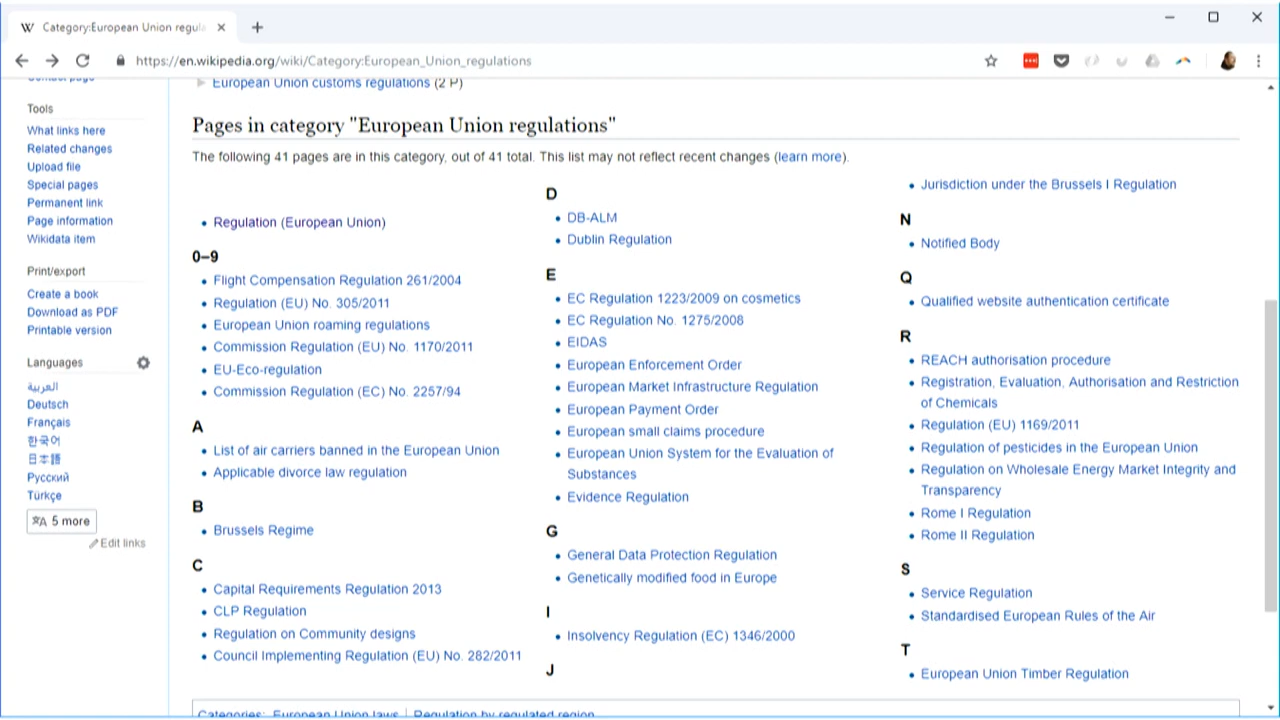 Category:European Union regula
https://en.wikipedia.org/wiki/Category:European_Union_regulations
Contact page
Tools
What links here
Related changes
Upload file
Special pages
Permanent link
Page information
Wikidata item
Print/export
Create a book
Download as PDF
Printable version
Languages
العربية
Deutsch
Français
한국어
日本語
Русский
Türkçe
5 more
Edit links
European Union customs regulations (2 P)
Pages in category "European Union regulations"
The following 41 pages are in this category, out of 41 total. This list may not reflect recent changes (learn more).
Regulation (European Union)
0–9
Flight Compensation Regulation 261/2004
Regulation (EU) No. 305/2011
European Union roaming regulations
Commission Regulation (EU) No. 1170/2011
EU-Eco-regulation
Commission Regulation (EC) No. 2257/94
A
List of air carriers banned in the European Union
Applicable divorce law regulation
B
Brussels Regime
C
Capital Requirements Regulation 2013
CLP Regulation
Regulation on Community designs
Council Implementing Regulation (EU) No. 282/2011
D
DB-ALM
Dublin Regulation
E
EC Regulation 1223/2009 on cosmetics
EC Regulation No. 1275/2008
EIDAS
European Enforcement Order
European Market Infrastructure Regulation
European Payment Order
European small claims procedure
European Union System for the Evaluation of
Substances
Evidence Regulation
G
General Data Protection Regulation
Genetically modified food in Europe
I
Insolvency Regulation (EC) 1346/2000
J
Jurisdiction under the Brussels I Regulation
N
Notified Body
Q
Qualified website authentication certificate
R
REACH authorisation procedure
Registration, Evaluation, Authorisation and Restriction
of Chemicals
Regulation (EU) 1169/2011
Regulation of pesticides in the European Union
Regulation on Wholesale Energy Market Integrity and
Transparency
Rome I Regulation
Rome II Regulation
S
Service Regulation
Standardised European Rules of the Air
T
European Union Timber Regulation
Categories: European Union laws | Regulation by regulated region